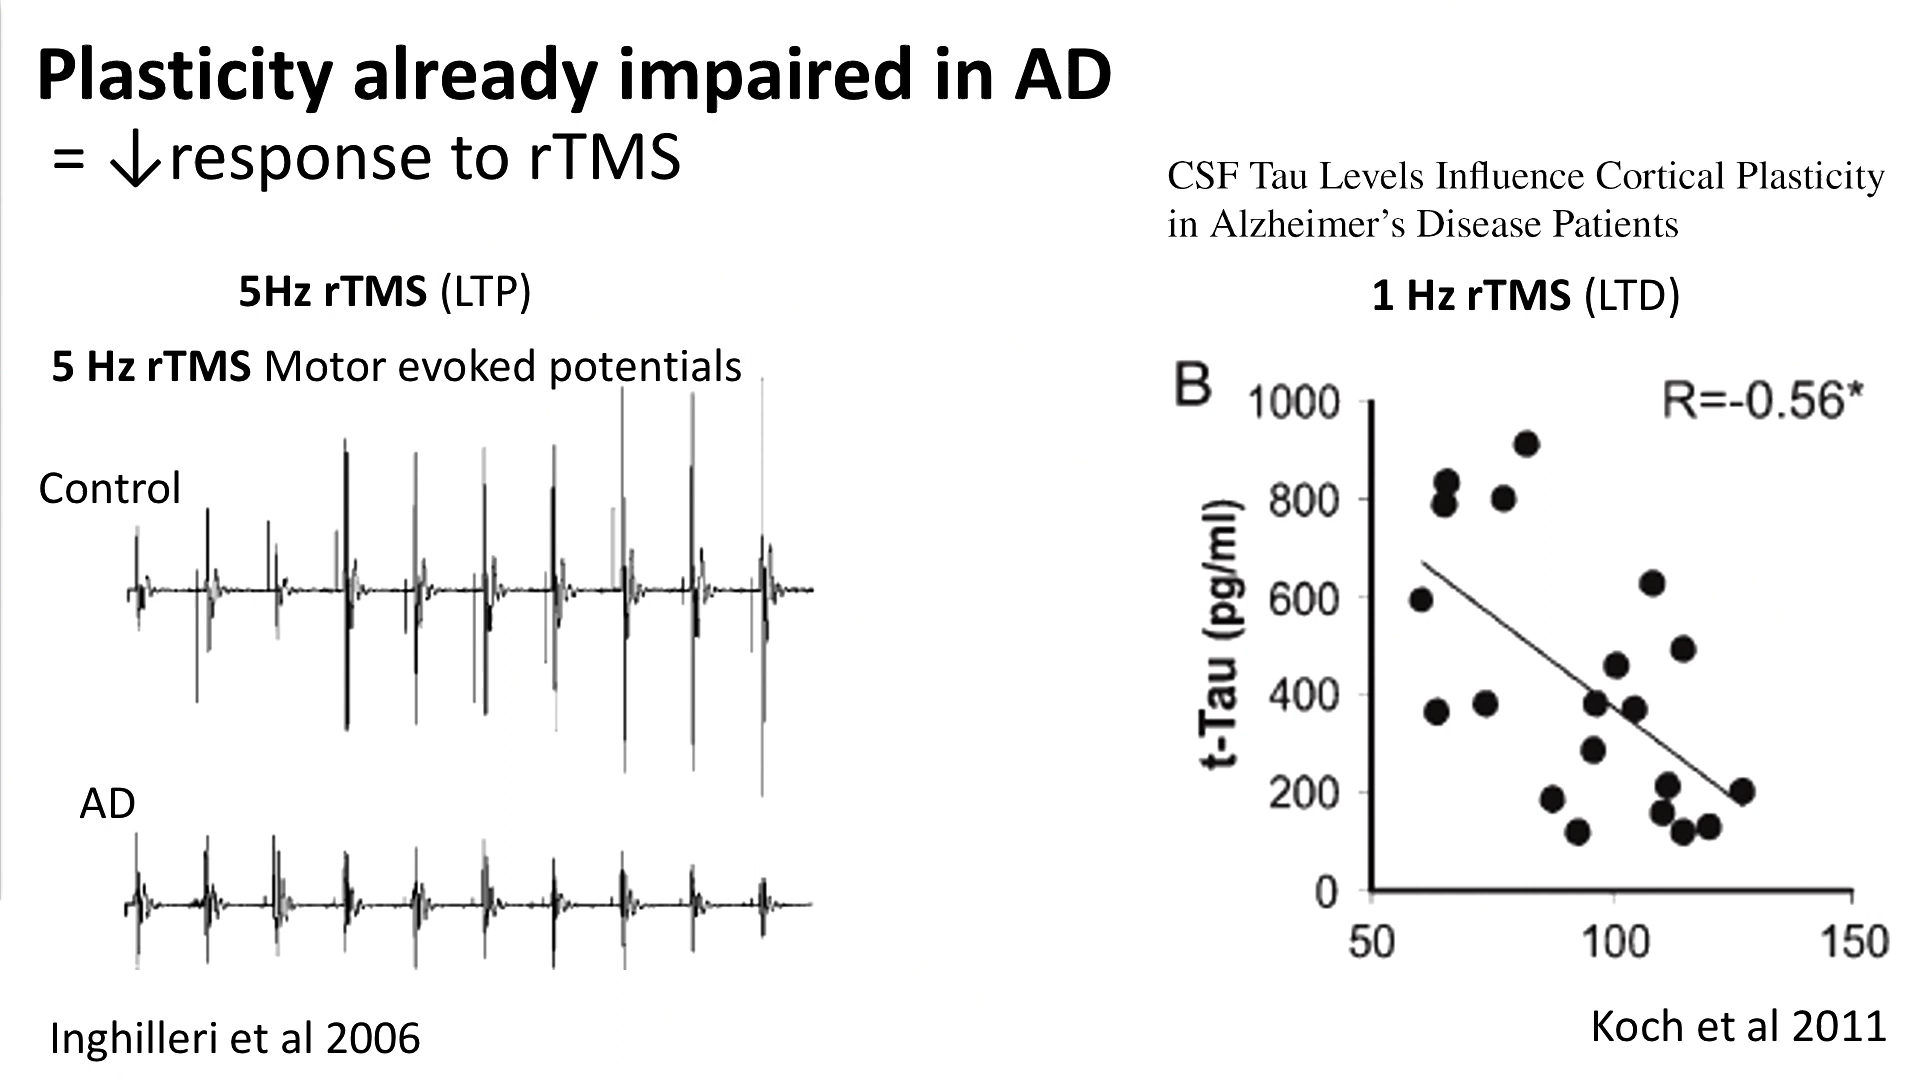 Plasticity already impaired in AD
= ↓response to rTMS
CSF Tau Levels Influence Cortical Plasticity
in Alzheimer’s Disease Patients
5Hz rTMS (LTP)
5 Hz rTMS Motor evoked potentials
Control
AD
Inghilleri et al 2006
1 Hz rTMS (LTD)
B
R=-0.56*
t-Tau (pg/ml)
1000
800
600
400
200
0
50 100 150
Koch et al 2011